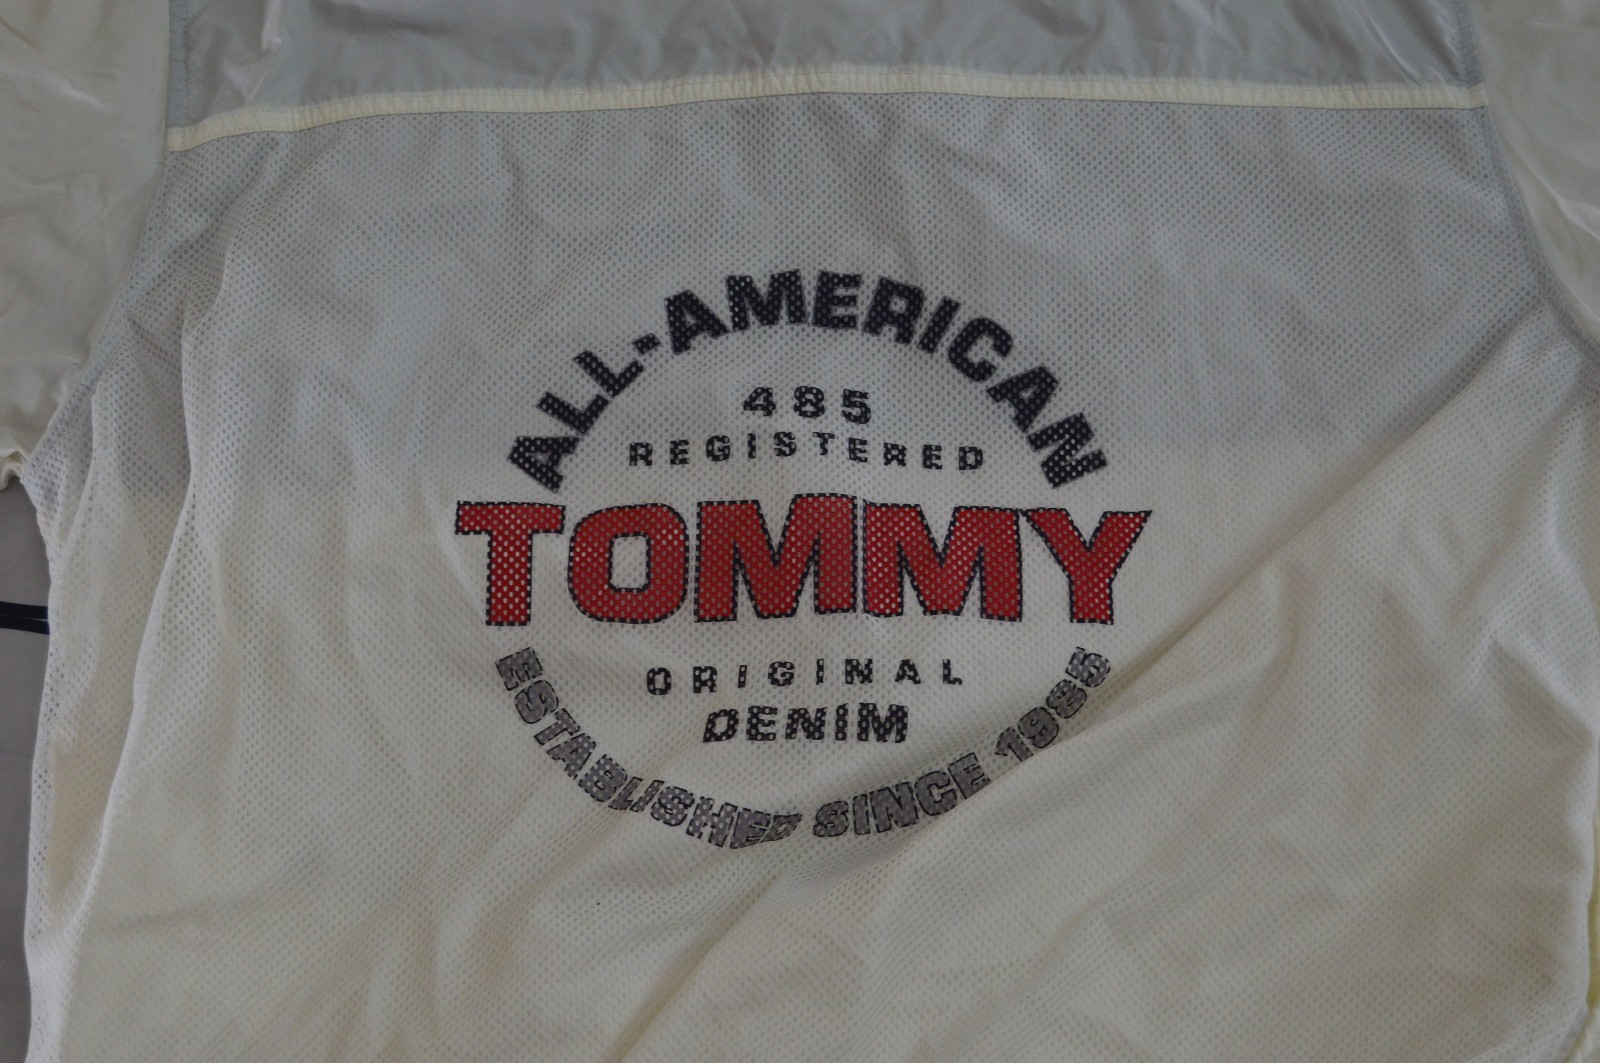 ALL-AMERICAN
485
REGISTERED
TOMMY
ORIGINAL
DENIM
ESTABLISHED SINCE 1985